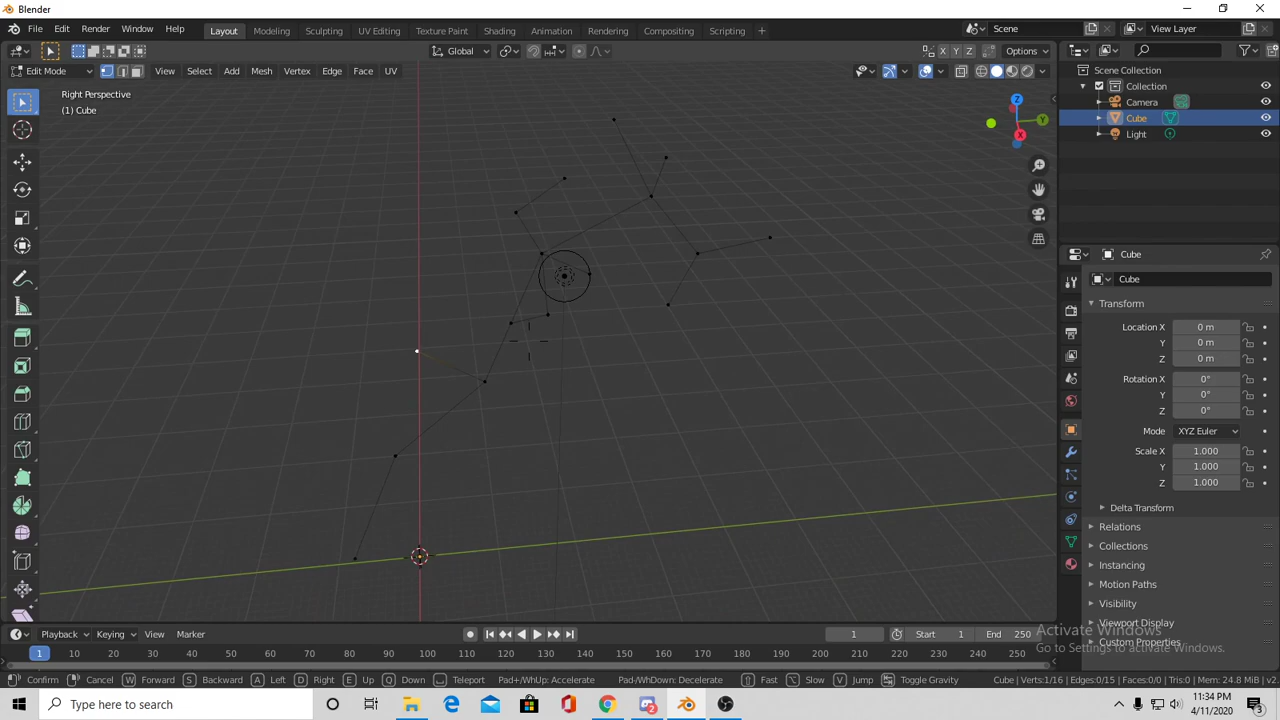 Blender
File Edit Render Window Help Layout Modeling Sculpting UV Editing Texture Paint Shading Animation Rendering Compositing Scripting + Scene View Layer
Global Options
Edit Mode View Select Add Mesh Vertex Edge Face UV X Y Z
Right Perspective
(1) Cube
Z
Y
X
Scene Collection
Collection
Camera
Cube
Light
Cube
Cube
Transform
Location X 0 m
Y 0 m
Z 0 m
Rotation X 0°
Y 0°
Z 0°
Mode XYZ Euler
Scale X 1.000
Y 1.000
Z 1.000
Delta Transform
Relations
Collections
Instancing
Motion Paths
Visibility
Viewport Display
Custom Properties
Activate Windows
Go to Settings to activate Windows.
Playback Keying View Marker 1 Start 1 End 250
1 10 20 30 40 50 60 70 80 90 100 110 120 130 140 150 160 170 180 190 200 210 220 230 240 250
Confirm Cancel W Forward S Backward A Left D Right E Up Q Down Teleport Pad+/WhUp: Accelerate Pad-/WhDown: Decelerate Fast Slow V Jump Toggle Gravity Cube | Verts:1/16 | Edges:0/15 | Faces:0/0 | Tris:0 | Mem: 24.8 MiB | v2.
Type here to search
2
11:34 PM
4/11/2020
3